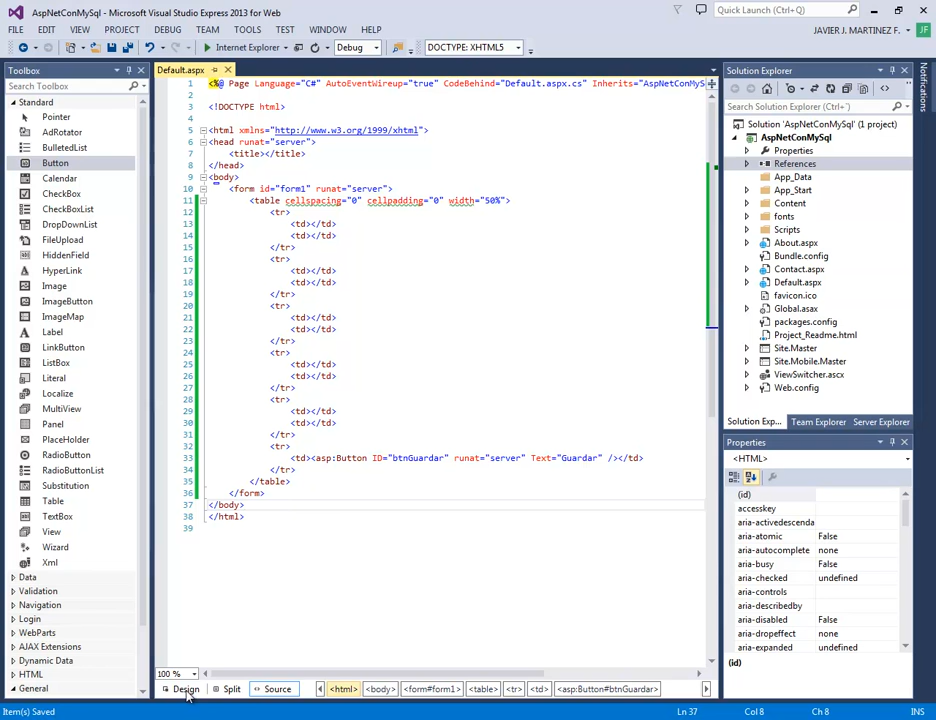 AspNetConMySql - Microsoft Visual Studio Express 2013 for Web
Quick Launch (Ctrl+Q)
FILE EDIT VIEW PROJECT DEBUG TEAM TOOLS TEST WINDOW HELP
JAVIER J. MARTINEZ F.
Internet Explorer Debug DOCTYPE: XHTML5
Toolbox
Search Toolbox
Standard
Pointer
AdRotator
BulletedList
Button
Calendar
CheckBox
CheckBoxList
DropDownList
FileUpload
HiddenField
HyperLink
Image
ImageButton
ImageMap
Label
LinkButton
ListBox
Literal
Localize
MultiView
Panel
PlaceHolder
RadioButton
RadioButtonList
Substitution
Table
TextBox
View
Wizard
Xml
Data
Validation
Navigation
Login
WebParts
AJAX Extensions
Dynamic Data
HTML
General
Default.aspx
1 <%@ Page Language="C#" AutoEventWireup="true" CodeBehind="Default.aspx.cs" Inherits="AspNetConMyS
2
3 <!DOCTYPE html>
4
5 <html xmlns="http://www.w3.org/1999/xhtml">
6 <head runat="server">
7 <title></title>
8 </head>
9 <body>
10 <form id="form1" runat="server">
11 <table cellspacing="0" cellpadding="0" width="50%">
12 <tr>
13 <td></td>
14 <td></td>
15 </tr>
16 <tr>
17 <td></td>
18 <td></td>
19 </tr>
20 <tr>
21 <td></td>
22 <td></td>
23 </tr>
24 <tr>
25 <td></td>
26 <td></td>
27 </tr>
28 <tr>
29 <td></td>
30 <td></td>
31 </tr>
32 <tr>
33 <td><asp:Button ID="btnGuardar" runat="server" Text="Guardar" /></td>
34 </tr>
35 </table>
36 </form>
37 </body>
38 </html>
39
100 %
Design Split Source <html> <body> <form#form1> <table> <tr> <td> <asp:Button#btnGuardar>
Solution Explorer
Search Solution Explorer (Ctrl+')
Solution 'AspNetConMySql' (1 project)
AspNetConMySql
Properties
References
App_Data
App_Start
Content
fonts
Scripts
About.aspx
Bundle.config
Contact.aspx
Default.aspx
favicon.ico
Global.asax
packages.config
Project_Readme.html
Site.Master
Site.Mobile.Master
ViewSwitcher.ascx
Web.config
Solution Exp... Team Explorer Server Explorer
Properties
<HTML>
(id)
accesskey
aria-activedescenda
aria-atomic False
aria-autocomplete none
aria-busy False
aria-checked undefined
aria-controls
aria-describedby
aria-disabled False
aria-dropeffect none
aria-expanded undefined
(id)
Notifications
Item(s) Saved Ln 37 Col 8 Ch 8 INS